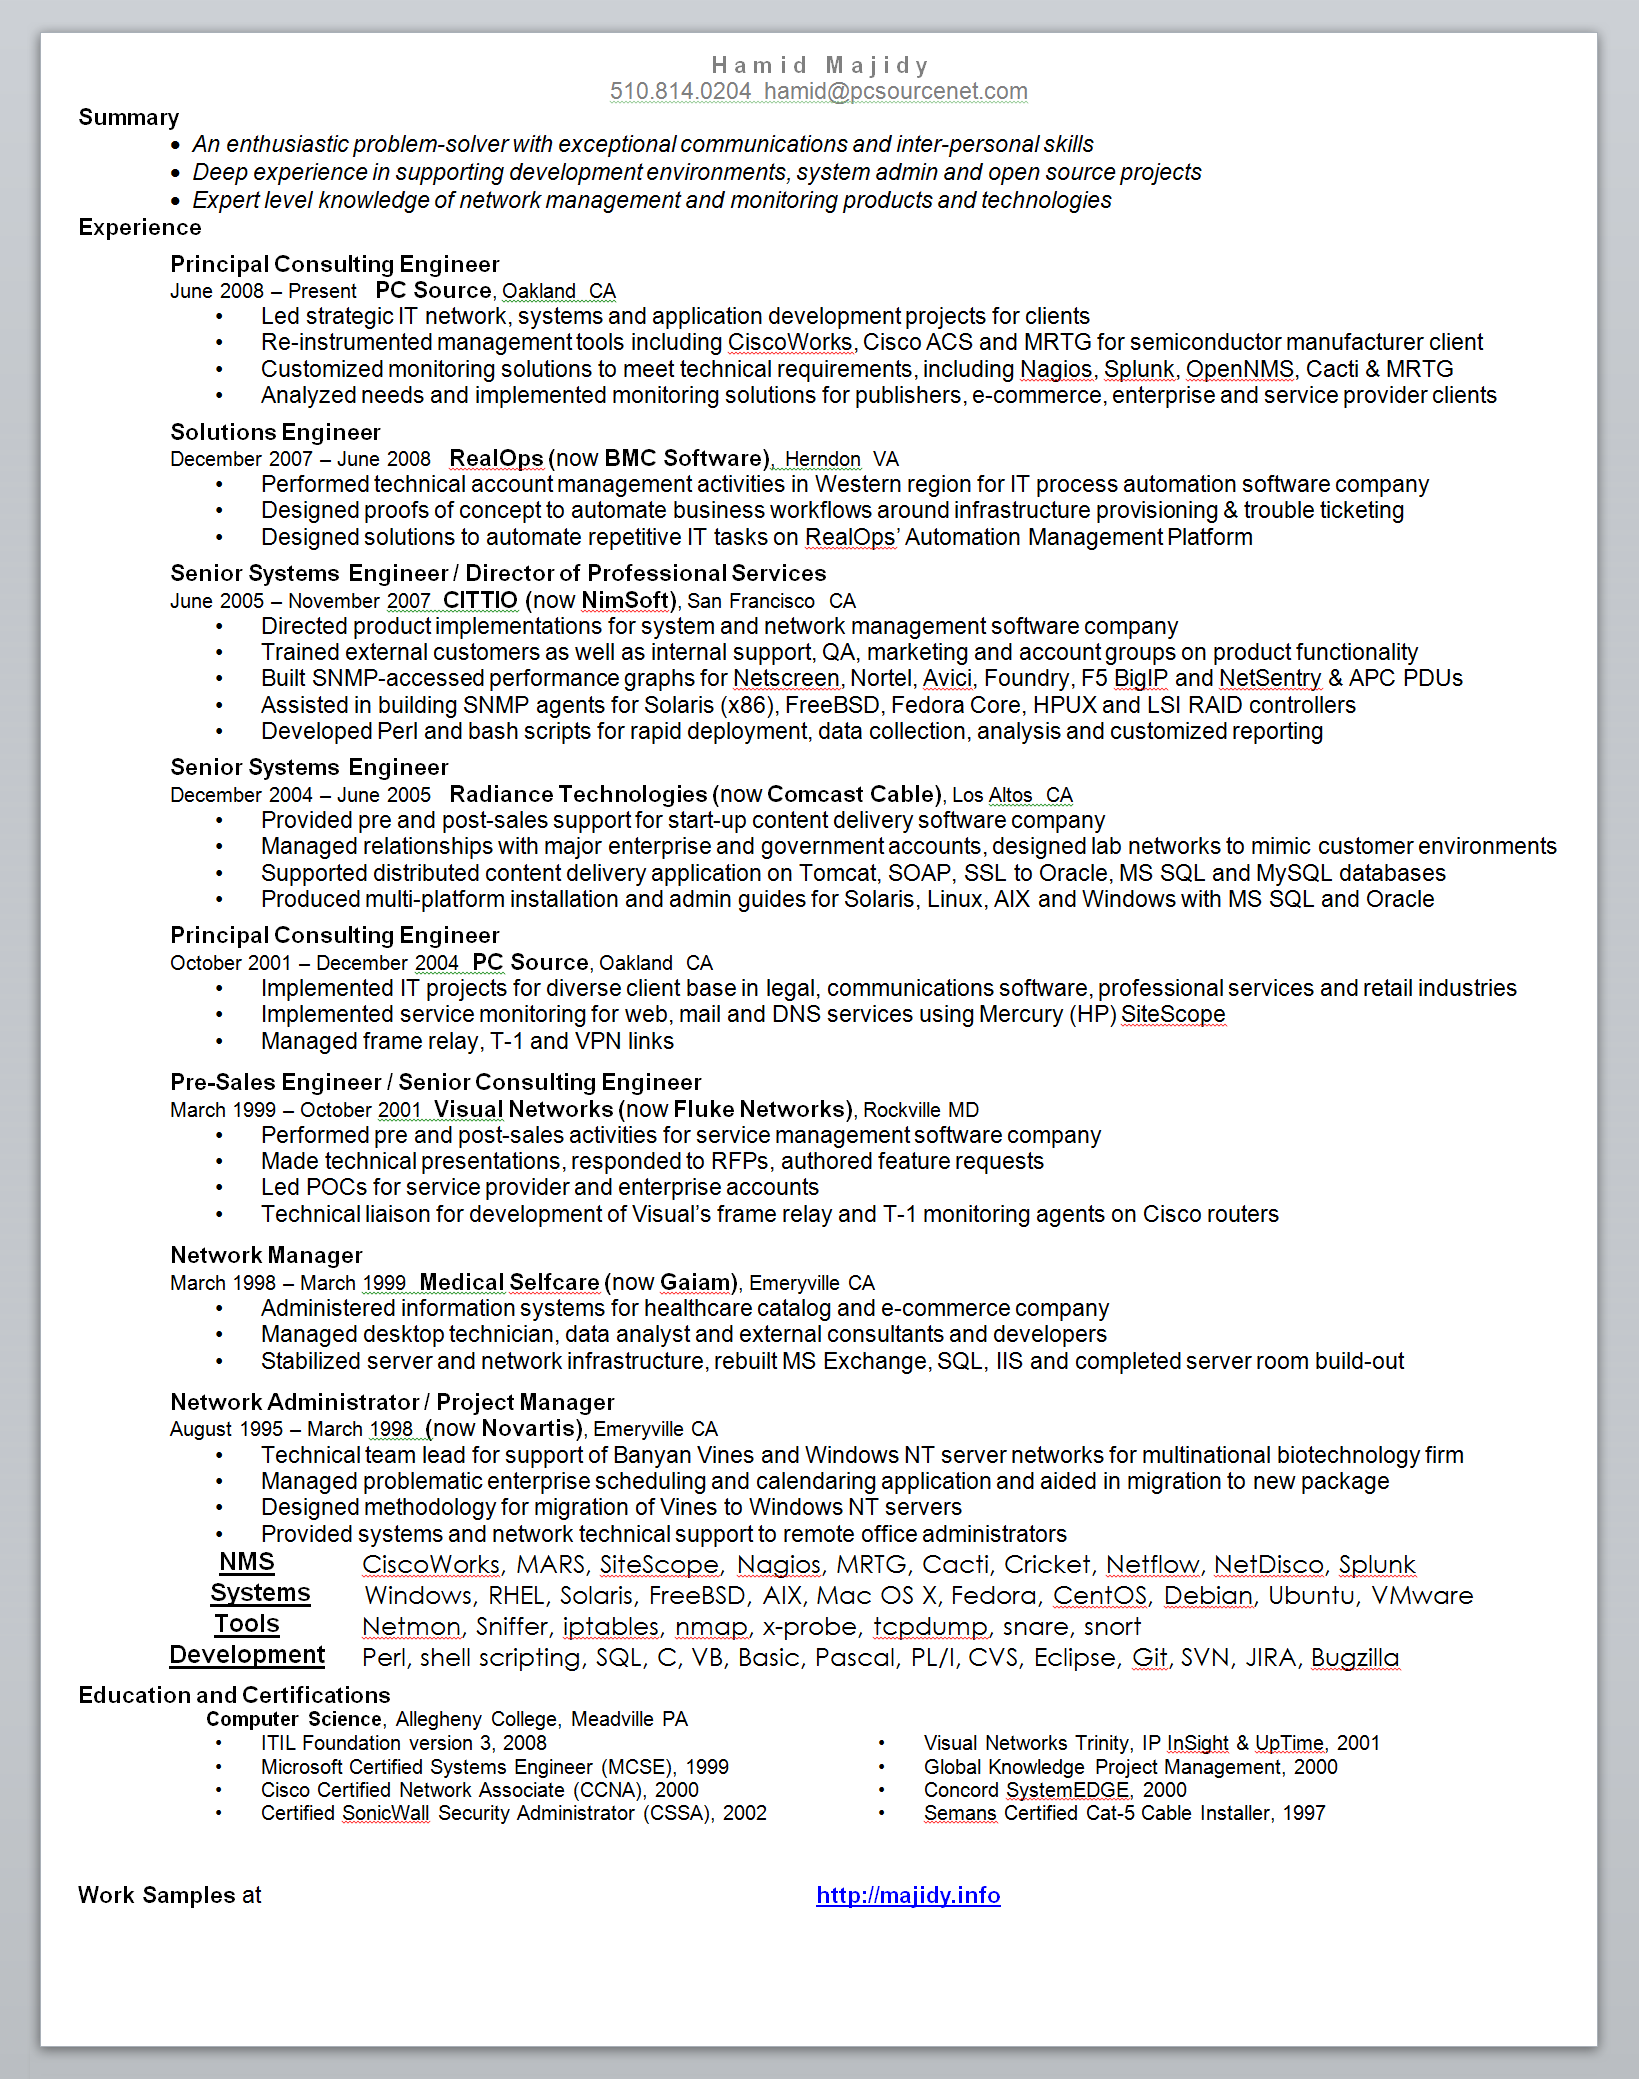 Hamid Majidy
510.814.0204 hamid@pcsourcenet.com
Summary
• An enthusiastic problem-solver with exceptional communications and inter-personal skills
• Deep experience in supporting development environments, system admin and open source projects
• Expert level knowledge of network management and monitoring products and technologies
Experience
Principal Consulting Engineer
June 2008 – Present PC Source, Oakland CA
• Led strategic IT network, systems and application development projects for clients
• Re-instrumented management tools including CiscoWorks, Cisco ACS and MRTG for semiconductor manufacturer client
• Customized monitoring solutions to meet technical requirements, including Nagios, Splunk, OpenNMS, Cacti & MRTG
• Analyzed needs and implemented monitoring solutions for publishers, e-commerce, enterprise and service provider clients
Solutions Engineer
December 2007 – June 2008 RealOps (now BMC Software), Herndon VA
• Performed technical account management activities in Western region for IT process automation software company
• Designed proofs of concept to automate business workflows around infrastructure provisioning & trouble ticketing
• Designed solutions to automate repetitive IT tasks on RealOps’ Automation Management Platform
Senior Systems Engineer / Director of Professional Services
June 2005 – November 2007 CITTIO (now NimSoft), San Francisco CA
• Directed product implementations for system and network management software company
• Trained external customers as well as internal support, QA, marketing and account groups on product functionality
• Built SNMP-accessed performance graphs for Netscreen, Nortel, Avici, Foundry, F5 BigIP and NetSentry & APC PDUs
• Assisted in building SNMP agents for Solaris (x86), FreeBSD, Fedora Core, HPUX and LSI RAID controllers
• Developed Perl and bash scripts for rapid deployment, data collection, analysis and customized reporting
Senior Systems Engineer
December 2004 – June 2005 Radiance Technologies (now Comcast Cable), Los Altos CA
• Provided pre and post-sales support for start-up content delivery software company
• Managed relationships with major enterprise and government accounts, designed lab networks to mimic customer environments
• Supported distributed content delivery application on Tomcat, SOAP, SSL to Oracle, MS SQL and MySQL databases
• Produced multi-platform installation and admin guides for Solaris, Linux, AIX and Windows with MS SQL and Oracle
Principal Consulting Engineer
October 2001 – December 2004 PC Source, Oakland CA
• Implemented IT projects for diverse client base in legal, communications software, professional services and retail industries
• Implemented service monitoring for web, mail and DNS services using Mercury (HP) SiteScope
• Managed frame relay, T-1 and VPN links
Pre-Sales Engineer / Senior Consulting Engineer
March 1999 – October 2001 Visual Networks (now Fluke Networks), Rockville MD
• Performed pre and post-sales activities for service management software company
• Made technical presentations, responded to RFPs, authored feature requests
• Led POCs for service provider and enterprise accounts
• Technical liaison for development of Visual’s frame relay and T-1 monitoring agents on Cisco routers
Network Manager
March 1998 – March 1999 Medical Selfcare (now Gaiam), Emeryville CA
• Administered information systems for healthcare catalog and e-commerce company
• Managed desktop technician, data analyst and external consultants and developers
• Stabilized server and network infrastructure, rebuilt MS Exchange, SQL, IIS and completed server room build-out
Network Administrator / Project Manager
August 1995 – March 1998 (now Novartis), Emeryville CA
• Technical team lead for support of Banyan Vines and Windows NT server networks for multinational biotechnology firm
• Managed problematic enterprise scheduling and calendaring application and aided in migration to new package
• Designed methodology for migration of Vines to Windows NT servers
• Provided systems and network technical support to remote office administrators
NMS CiscoWorks, MARS, SiteScope, Nagios, MRTG, Cacti, Cricket, Netflow, NetDisco, Splunk
Systems Windows, RHEL, Solaris, FreeBSD, AIX, Mac OS X, Fedora, CentOS, Debian, Ubuntu, VMware
Tools Netmon, Sniffer, iptables, nmap, x-probe, tcpdump, snare, snort
Development Perl, shell scripting, SQL, C, VB, Basic, Pascal, PL/I, CVS, Eclipse, Git, SVN, JIRA, Bugzilla
Education and Certifications
Computer Science, Allegheny College, Meadville PA
• ITIL Foundation version 3, 2008
• Microsoft Certified Systems Engineer (MCSE), 1999
• Cisco Certified Network Associate (CCNA), 2000
• Certified SonicWall Security Administrator (CSSA), 2002
• Visual Networks Trinity, IP InSight & UpTime, 2001
• Global Knowledge Project Management, 2000
• Concord SystemEDGE, 2000
• Semans Certified Cat-5 Cable Installer, 1997
Work Samples at http://majidy.info